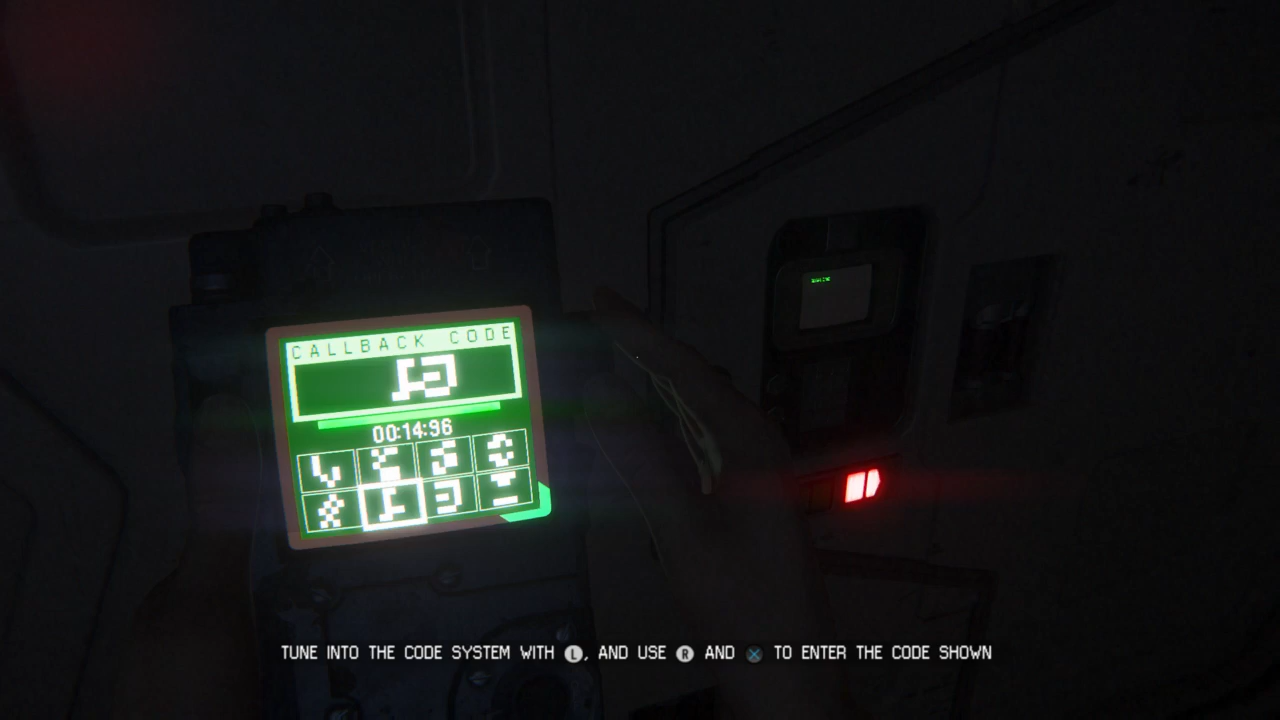 CALLBACK CODE
00:14:96
TUNE INTO THE CODE SYSTEM WITH L, AND USE R AND X TO ENTER THE CODE SHOWN